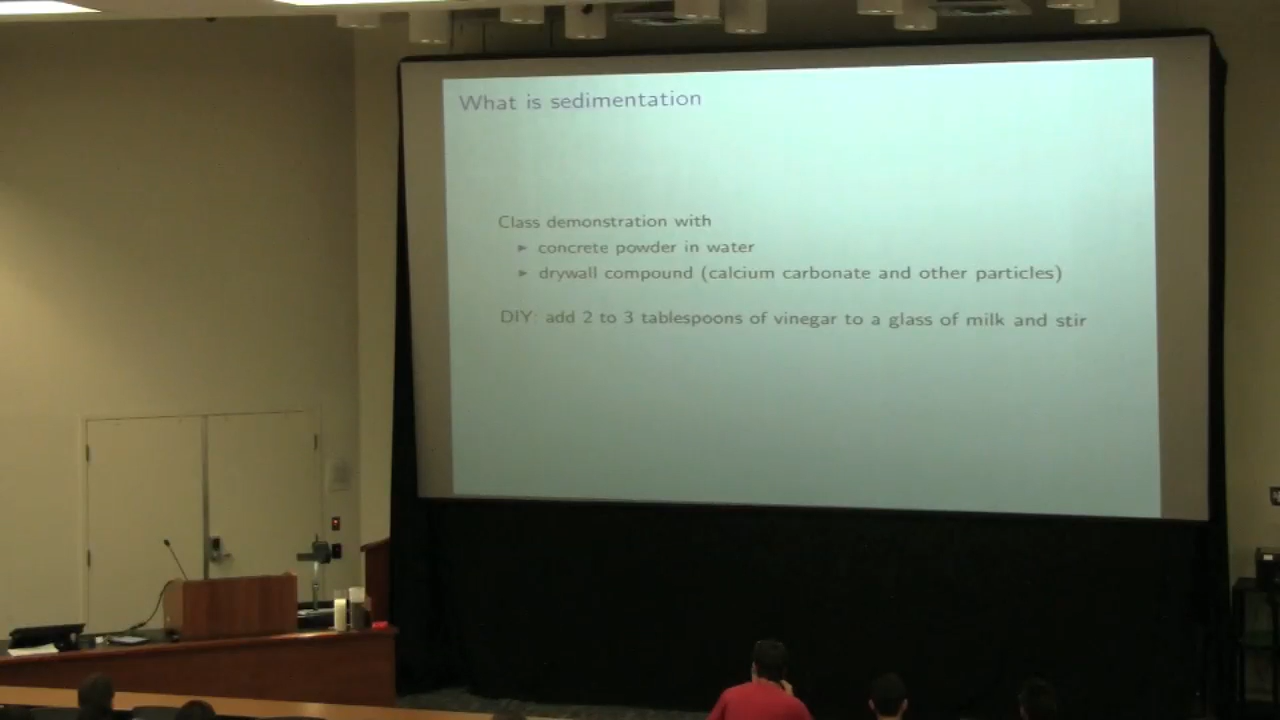 What is sedimentation
Class demonstration with
▶ concrete powder in water
▶ drywall compound (calcium carbonate and other particles)
DIY: add 2 to 3 tablespoons of vinegar to a glass of milk and stir